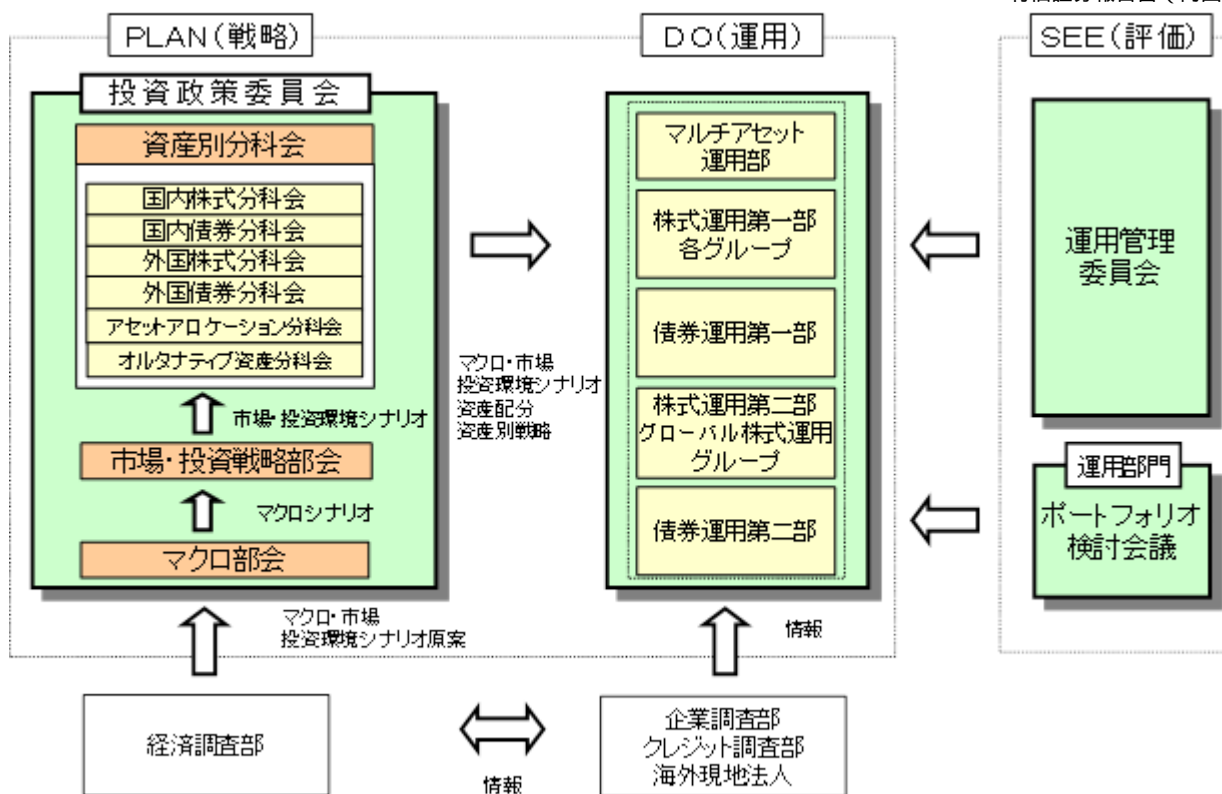 PLAN(戦略)
DO(運用)
SEE(評価)
投資政策委員会
資産別分科会
国内株式分科会
国内債券分科会
外国株式分科会
外国債券分科会
アセットアロケーション分科会
オルタナティブ資産分科会
市場・投資環境シナリオ
市場・投資戦略部会
マクロシナリオ
マクロ部会
マクロ・市場
投資環境シナリオ
資産配分
資産別戦略
マルチアセット
運用部
株式運用第一部
各グループ
債券運用第一部
株式運用第二部
グローバル株式運用
グループ
債券運用第二部
運用管理
委員会
運用部門
ポートフォリオ
検討会議
マクロ・市場
投資環境シナリオ原案
情報
経済調査部
情報
企業調査部
クレジット調査部
海外現地法人